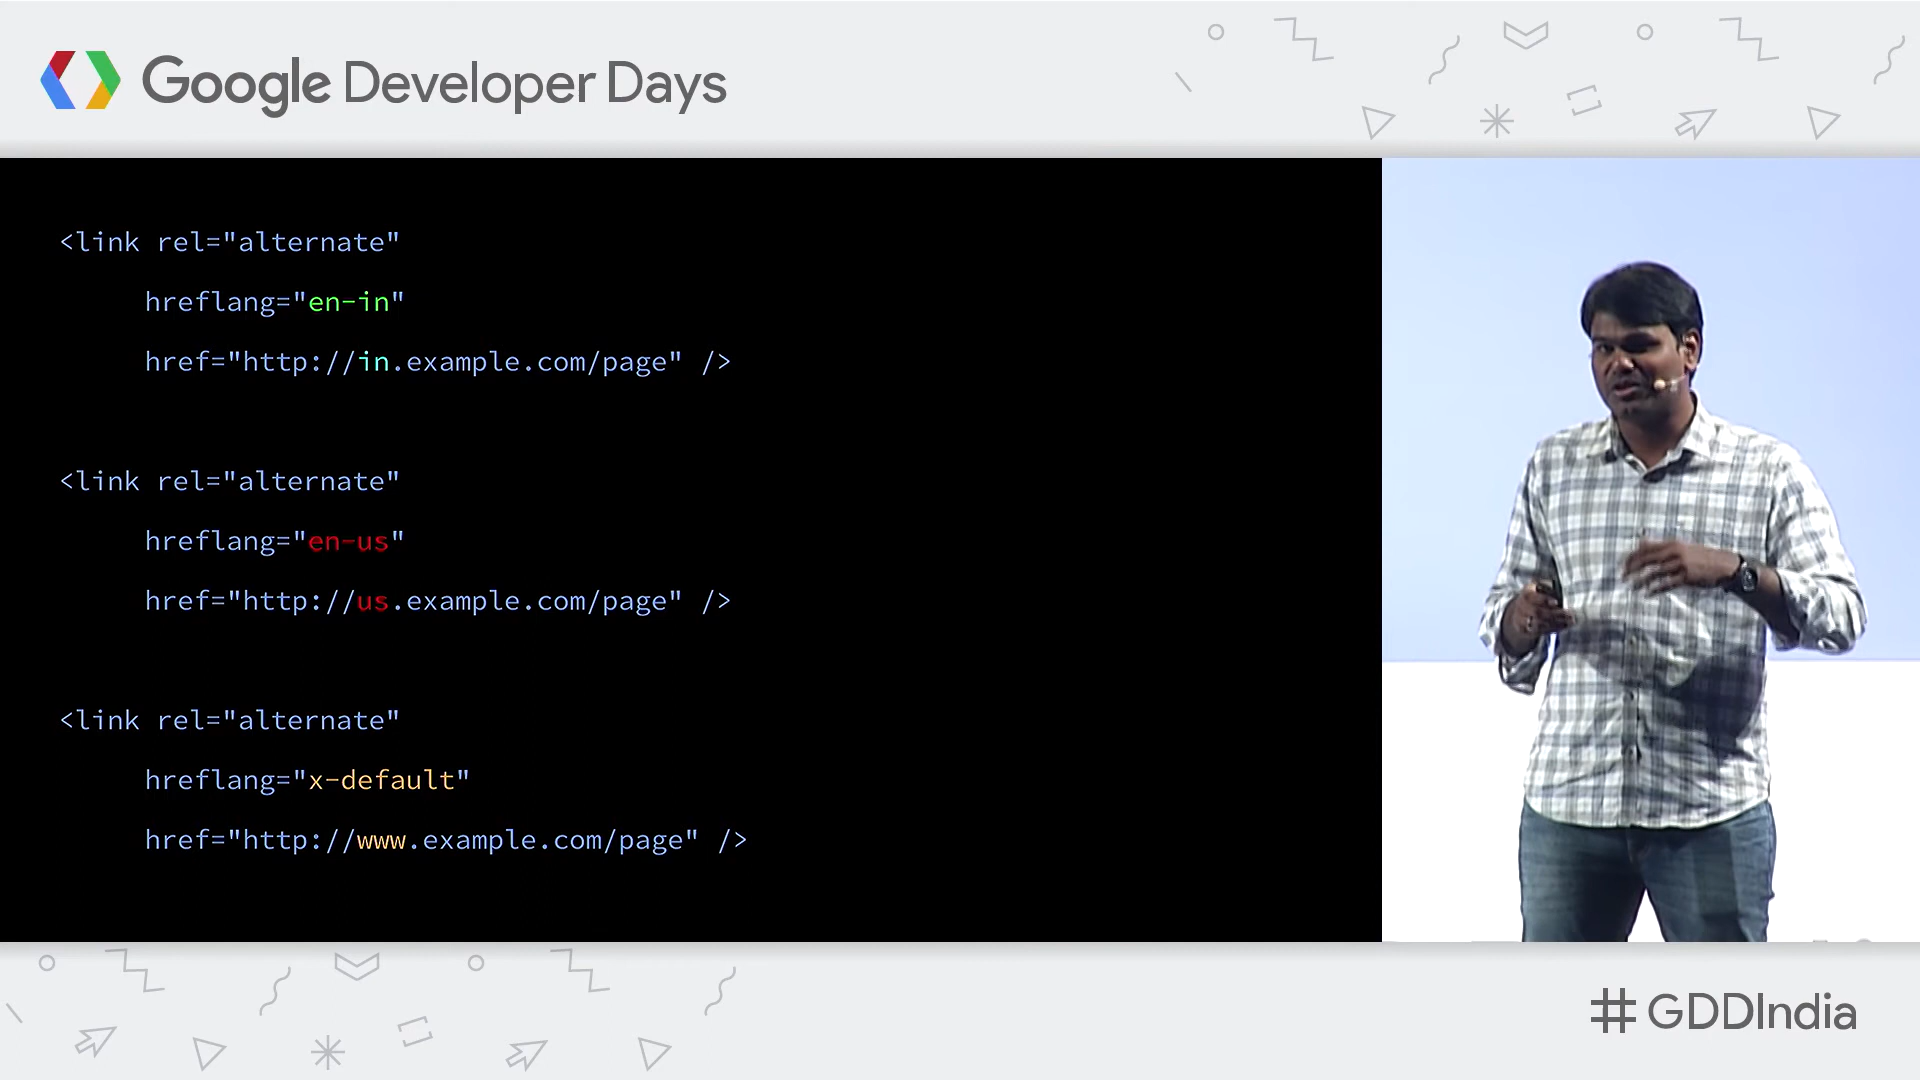 Google Developer Days
<link rel="alternate"
hreflang="en-in"
href="http://in.example.com/page" />
<link rel="alternate"
hreflang="en-us"
href="http://us.example.com/page" />
<link rel="alternate"
hreflang="x-default"
href="http://www.example.com/page" />
#GDDIndia